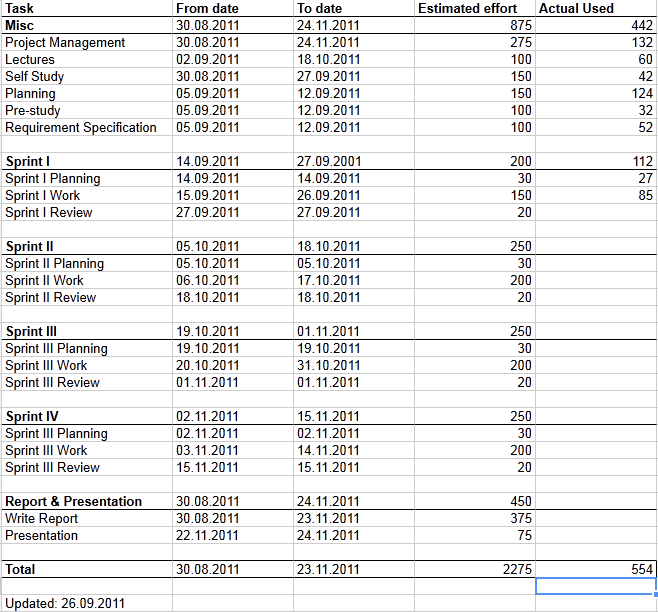 Task From date To date Estimated effort Actual Used
Misc 30.08.2011 24.11.2011 875 442
Project Management 30.08.2011 24.11.2011 275 132
Lectures 02.09.2011 18.10.2011 100 60
Self Study 30.08.2011 27.09.2011 150 42
Planning 05.09.2011 12.09.2011 150 124
Pre-study 05.09.2011 12.09.2011 100 32
Requirement Specification 05.09.2011 12.09.2011 100 52
Sprint I 14.09.2011 27.09.2001 200 112
Sprint I Planning 14.09.2011 14.09.2011 30 27
Sprint I Work 15.09.2011 26.09.2011 150 85
Sprint I Review 27.09.2011 27.09.2011 20
Sprint II 05.10.2011 18.10.2011 250
Sprint II Planning 05.10.2011 05.10.2011 30
Sprint II Work 06.10.2011 17.10.2011 200
Sprint II Review 18.10.2011 18.10.2011 20
Sprint III 19.10.2011 01.11.2011 250
Sprint III Planning 19.10.2011 19.10.2011 30
Sprint III Work 20.10.2011 31.10.2011 200
Sprint III Review 01.11.2011 01.11.2011 20
Sprint IV 02.11.2011 15.11.2011 250
Sprint III Planning 02.11.2011 02.11.2011 30
Sprint III Work 03.11.2011 14.11.2011 200
Sprint III Review 15.11.2011 15.11.2011 20
Report & Presentation 30.08.2011 24.11.2011 450
Write Report 30.08.2011 23.11.2011 375
Presentation 22.11.2011 24.11.2011 75
Total 30.08.2011 23.11.2011 2275 554
Updated: 26.09.2011